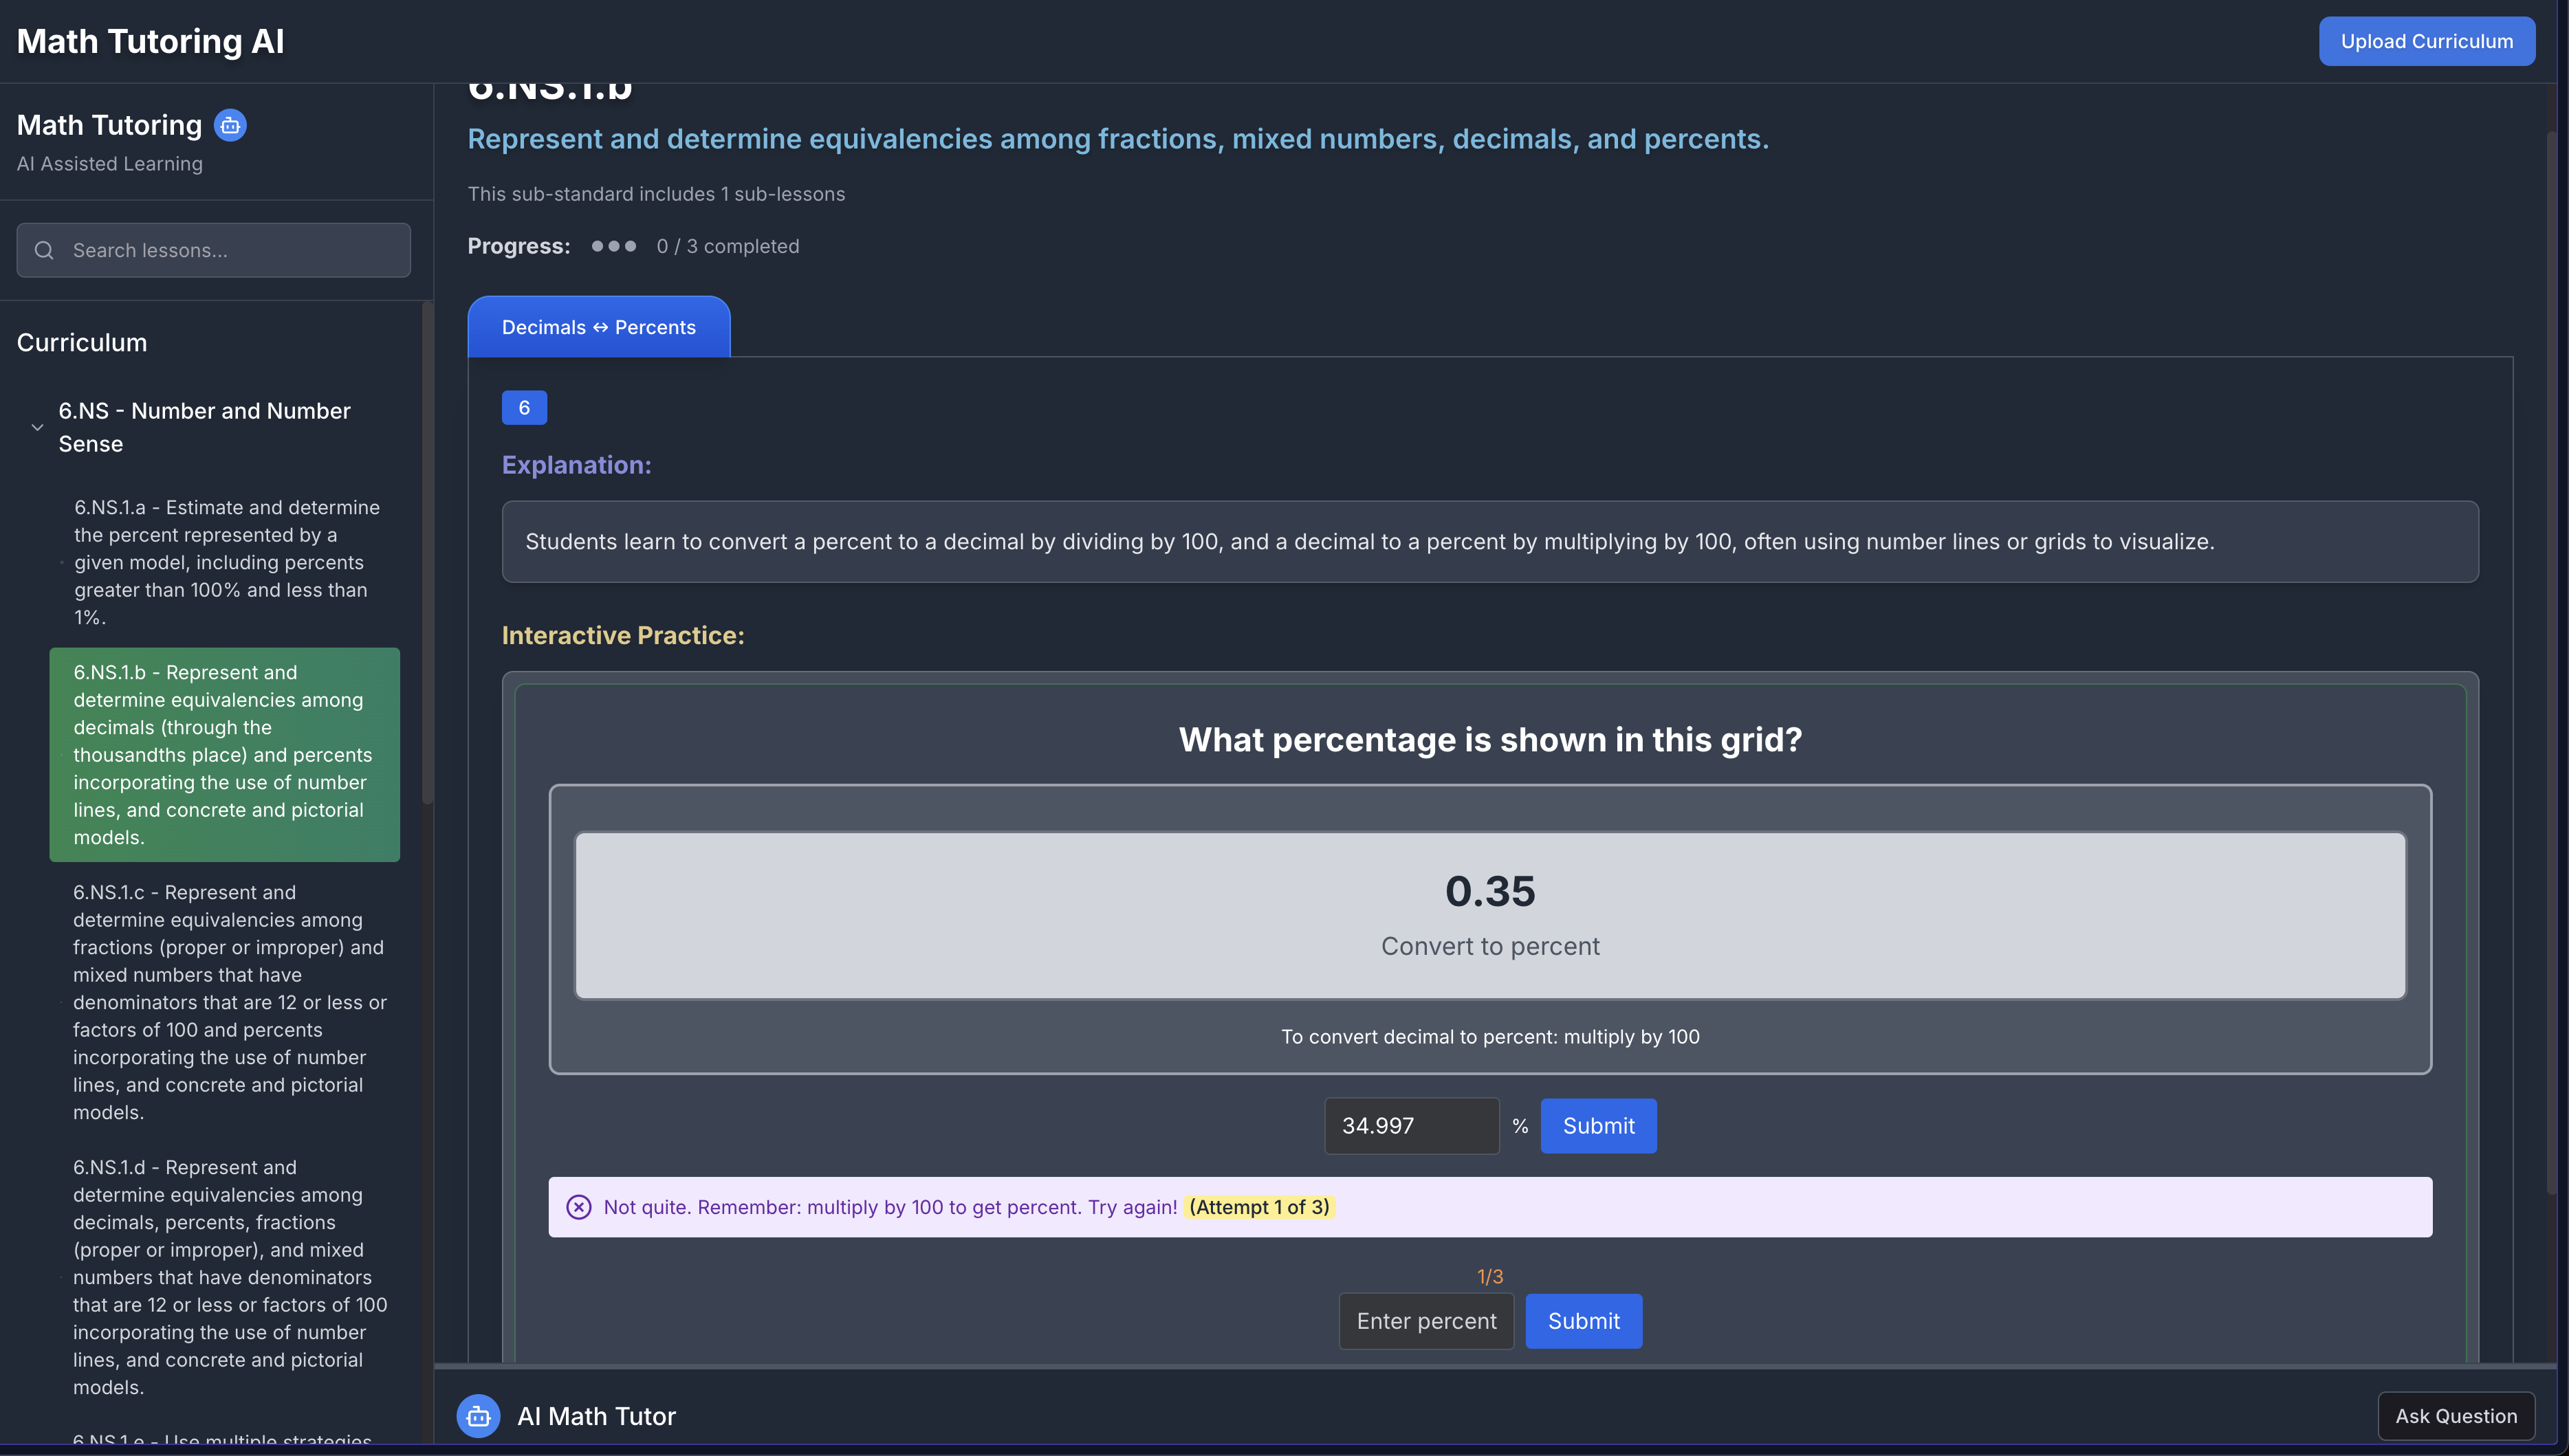 Math Tutoring AI
Upload Curriculum
Math Tutoring
AI Assisted Learning
Search lessons...
Curriculum
6.NS - Number and Number
Sense
6.NS.1.a - Estimate and determine
the percent represented by a
given model, including percents
greater than 100% and less than
1%.
6.NS.1.b - Represent and
determine equivalencies among
decimals (through the
thousandths place) and percents
incorporating the use of number
lines, and concrete and pictorial
models.
6.NS.1.c - Represent and
determine equivalencies among
fractions (proper or improper) and
mixed numbers that have
denominators that are 12 or less or
factors of 100 and percents
incorporating the use of number
lines, and concrete and pictorial
models.
6.NS.1.d - Represent and
determine equivalencies among
decimals, percents, fractions
(proper or improper), and mixed
numbers that have denominators
that are 12 or less or factors of 100
incorporating the use of number
lines, and concrete and pictorial
models.
6.NS.1.e - Use multiple strategies
6.NS.1.b
Represent and determine equivalencies among fractions, mixed numbers, decimals, and percents.
This sub-standard includes 1 sub-lessons
Progress: 0 / 3 completed
Decimals ↔ Percents
6
Explanation:
Students learn to convert a percent to a decimal by dividing by 100, and a decimal to a percent by multiplying by 100, often using number lines or grids to visualize.
Interactive Practice:
What percentage is shown in this grid?
0.35
Convert to percent
To convert decimal to percent: multiply by 100
34.997 % Submit
Not quite. Remember: multiply by 100 to get percent. Try again! (Attempt 1 of 3)
1/3
Enter percent Submit
AI Math Tutor
Ask Question